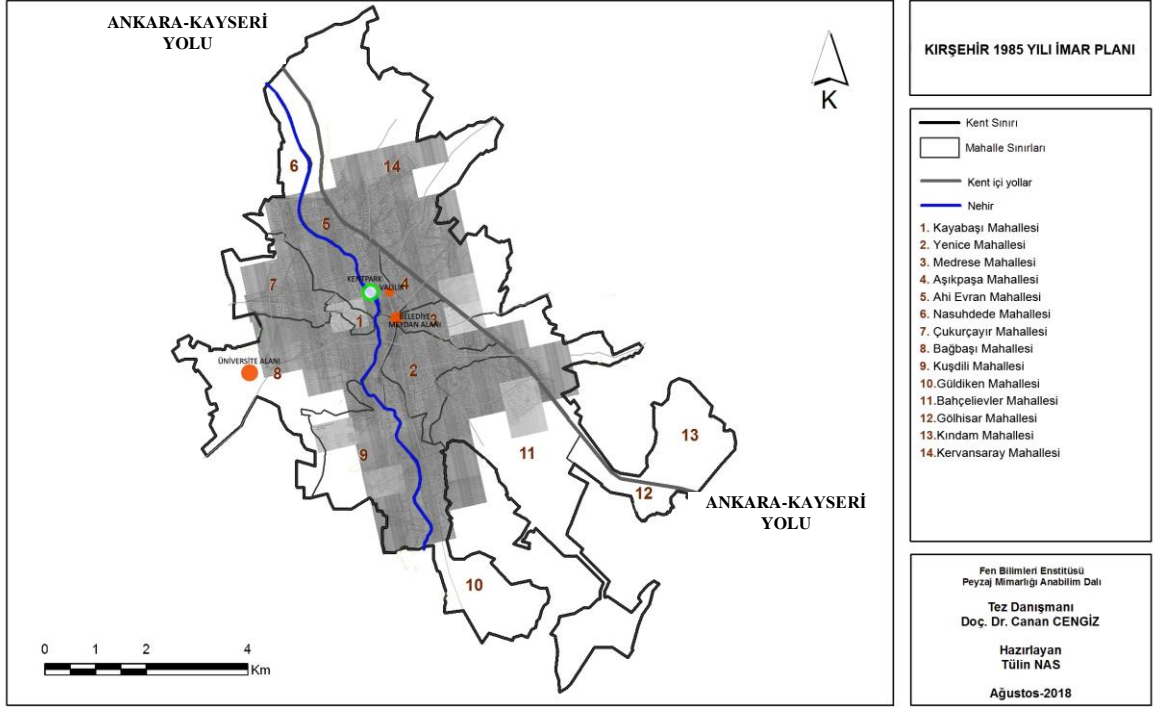 ANKARA-KAYSERİ
YOLU
K
6
14
5
7
KENTPARK
VALİLİK
4
1
BELEDİYE
MEYDAN ALANI
3
ÜNİVERSİTE ALANI
8
2
9
11
13
12
ANKARA-KAYSERİ
YOLU
10
0 1 2 4
Km
KIRŞEHİR 1985 YILI İMAR PLANI
Kent Sınırı
Mahalle Sınırları
Kent içi yollar
Nehir
1. Kayabaşı Mahallesi
2. Yenice Mahallesi
3. Medrese Mahallesi
4. Aşıkpaşa Mahallesi
5. Ahi Evran Mahallesi
6. Nasuhdede Mahallesi
7. Çukurçayır Mahallesi
8. Bağbaşı Mahallesi
9. Kuşdili Mahallesi
10.Güldiken Mahallesi
11.Bahçelievler Mahallesi
12.Gölhisar Mahallesi
13.Kındam Mahallesi
14.Kervansaray Mahallesi
Fen Bilimleri Enstitüsü
Peyzaj Mimarlığı Anabilim Dalı
Tez Danışmanı
Doç. Dr. Canan CENGİZ
Hazırlayan
Tülin NAS
Ağustos-2018